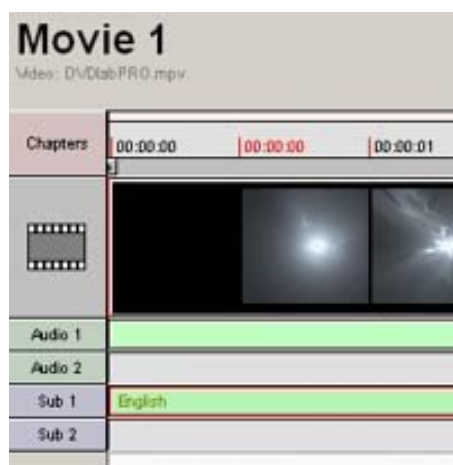 Movie 1
Video: DVDlabPRO.mpv
Chapters
00:00:00 00:00:00 00:00:01
Audio 1
Audio 2
Sub 1 English
Sub 2